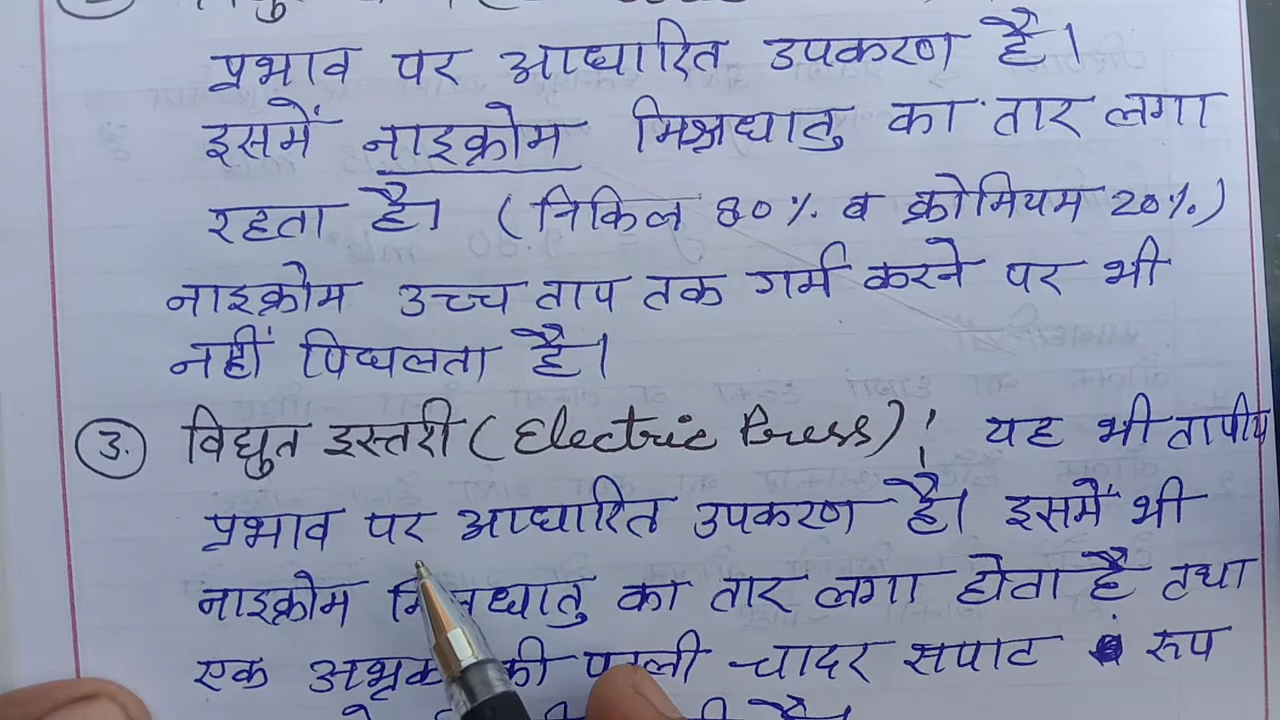 प्रभाव पर आधारित उपकरण है।
इसमें नाइक्रोम मिश्रधातु का तार लगा
रहता है। (निकिल 80% व क्रोमियम 20%)
नाइक्रोम उच्च ताप तक गर्म करने पर भी
नहीं पिघलता है।
3. विद्युत इस्तरी (Electric Press)! यह भी तापीय
प्रभाव पर आधारित उपकरण है। इसमें भी
नाइक्रोम मिश्रधातु का तार लगा होता है तथा
एक अभ्रक की पतली चादर सपाट रूप